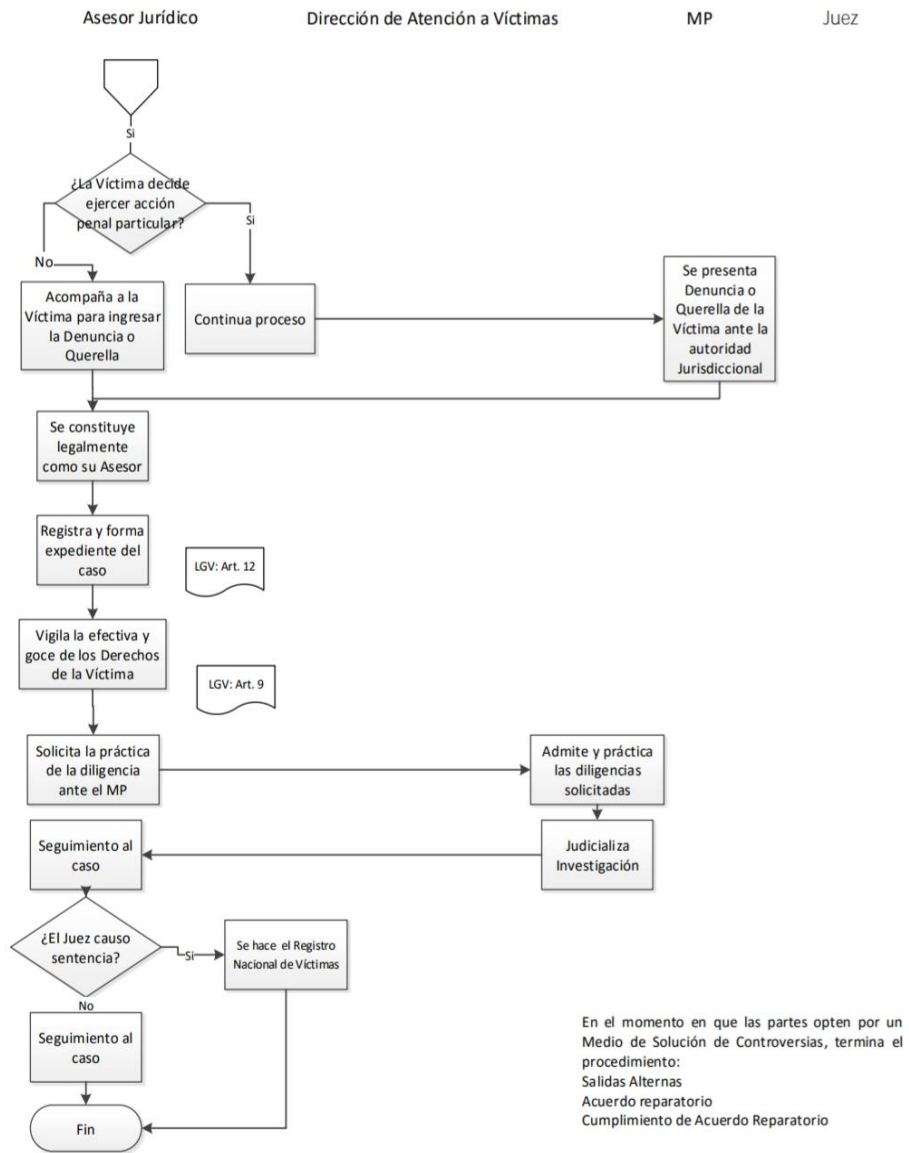 Asesor Jurídico
Dirección de Atención a Víctimas
MP
Juez
Si
¿La Víctima decide
ejercer acción
penal particular?
Si
No
Acompaña a la
Víctima para ingresar
la Denuncia o
Querella
Continua proceso
Se presenta
Denuncia o
Querella de la
Víctima ante la
autoridad
Jurisdiccional
Se constituye
legalmente
como su Asesor
Registra y forma
expediente del
caso
LGV: Art. 12
Vigila la efectiva y
goce de los Derechos
de la Víctima
LGV: Art. 9
Solicita la práctica
de la diligencia
ante el MP
Admite y práctica
las diligencias
solicitadas
Seguimiento al
caso
Judicializa
Investigación
¿El Juez causo
sentencia?
Si
Se hace el Registro
Nacional de Víctimas
No
Seguimiento al
caso
Fin
En el momento en que las partes opten por un
Medio de Solución de Controversias, termina el
procedimiento:
Salidas Alternas
Acuerdo reparatorio
Cumplimiento de Acuerdo Reparatorio